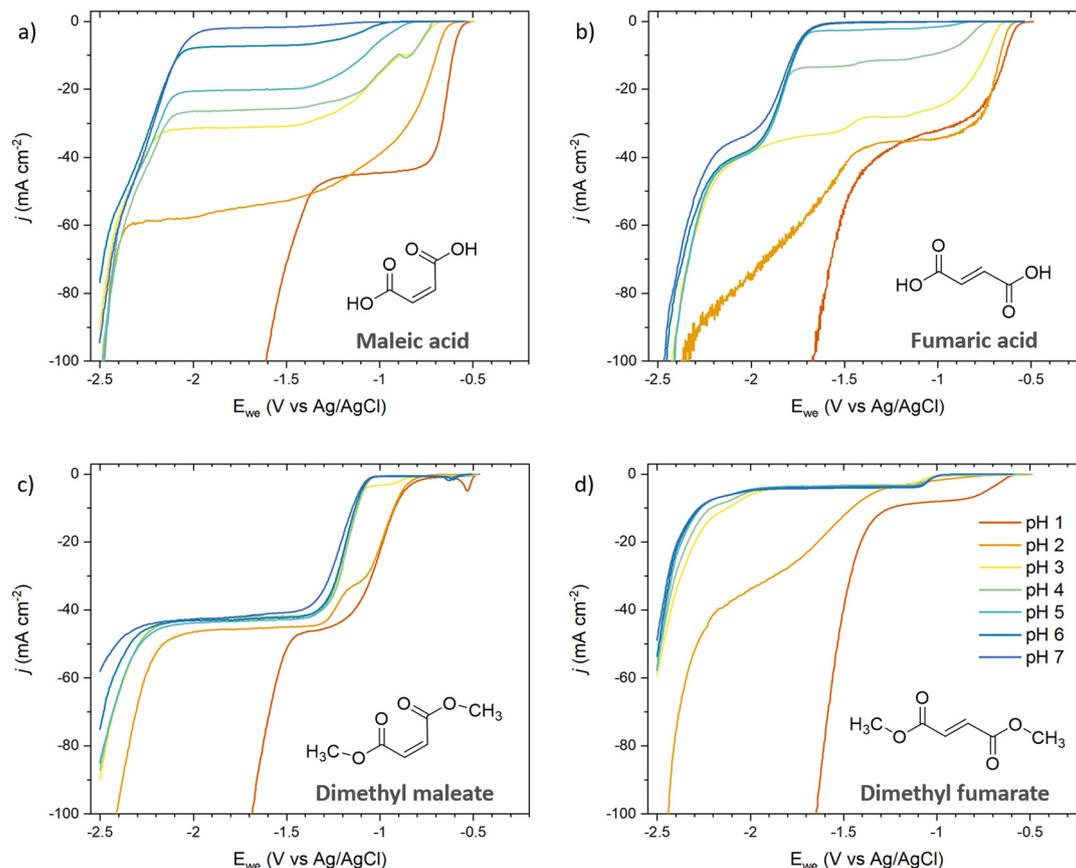 a)
0
-20
-40
-60
-80
-100
j (mA cm-2)
-2.5 -2 -1.5 -1 -0.5
Ewe (V vs Ag/AgCl)
O
OH
O
HO
Maleic acid
b)
0
-20
-40
-60
-80
-100
j (mA cm-2)
-2.5 -2 -1.5 -1 -0.5
Ewe (V vs Ag/AgCl)
O
HO
OH
O
Fumaric acid
c)
0
-20
-40
-60
-80
-100
j (mA cm-2)
-2.5 -2 -1.5 -1 -0.5
Ewe (V vs Ag/AgCl)
O
O
CH3
O
H3C
O
Dimethyl maleate
d)
0
-20
-40
-60
-80
-100
j (mA cm-2)
-2.5 -2 -1.5 -1 -0.5
Ewe (V vs Ag/AgCl)
pH 1
pH 2
pH 3
pH 4
pH 5
pH 6
pH 7
O
H3C
O
O
CH3
O
Dimethyl fumarate